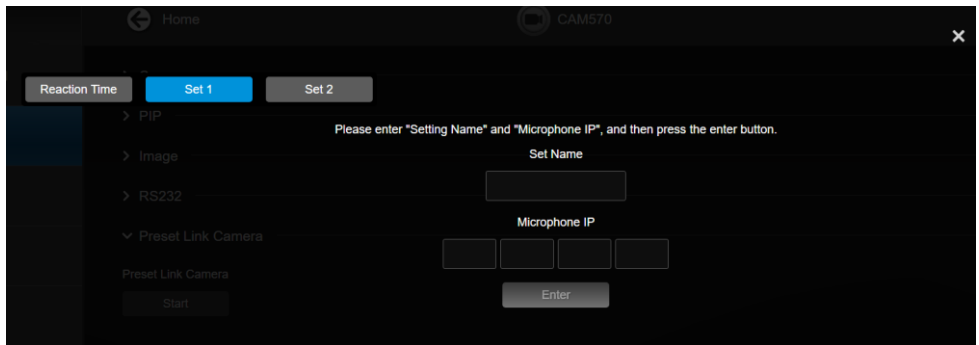 Home
CAM570
Reaction Time
Set 1
Set 2
PIP
Please enter "Setting Name" and "Microphone IP", and then press the enter button.
Image
Set Name
RS232
Microphone IP
Preset Link Camera
Preset Link Camera
Start
Enter